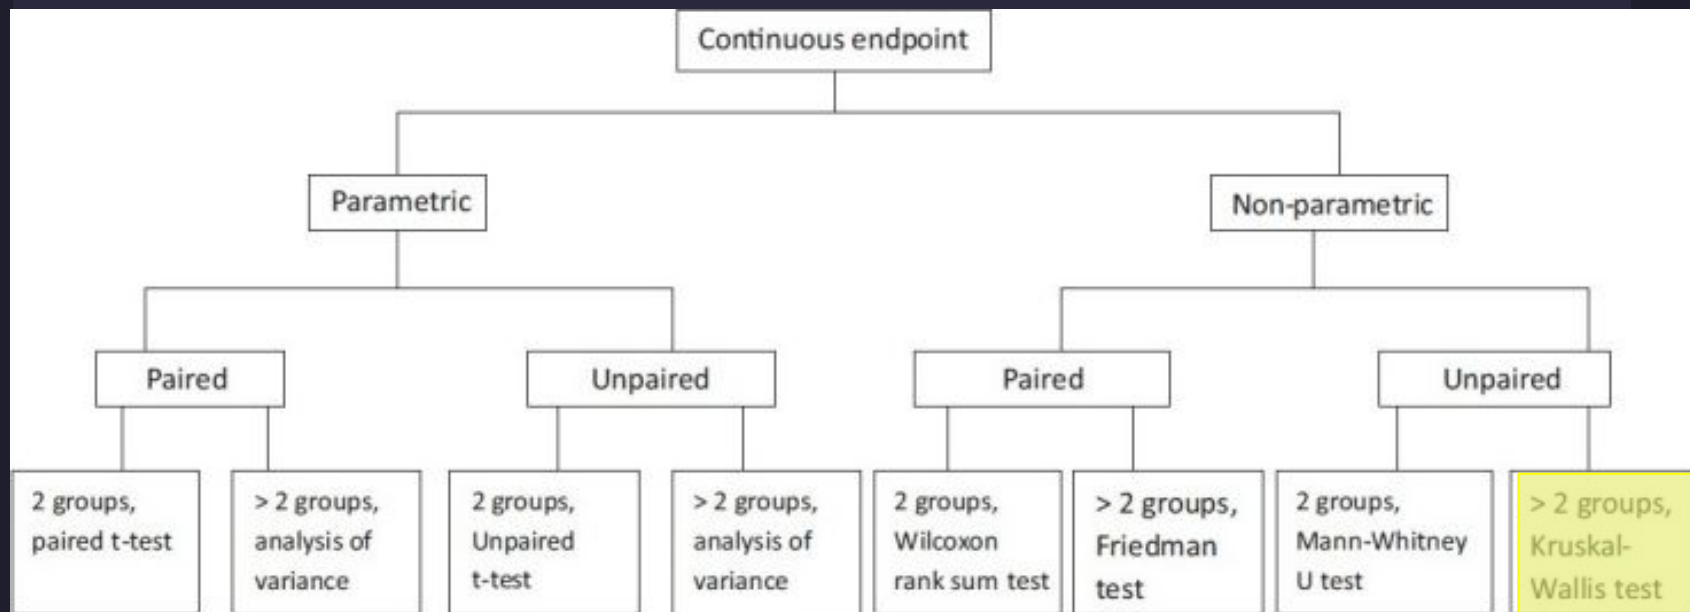 Continuous endpoint
Parametric
Non-parametric
Paired
Unpaired
Paired
Unpaired
2 groups,
paired t-test
> 2 groups,
analysis of
variance
2 groups,
Unpaired
t-test
> 2 groups,
analysis of
variance
2 groups,
Wilcoxon
rank sum test
> 2 groups,
Friedman
test
2 groups,
Mann-Whitney
U test
> 2 groups,
Kruskal-
Wallis test